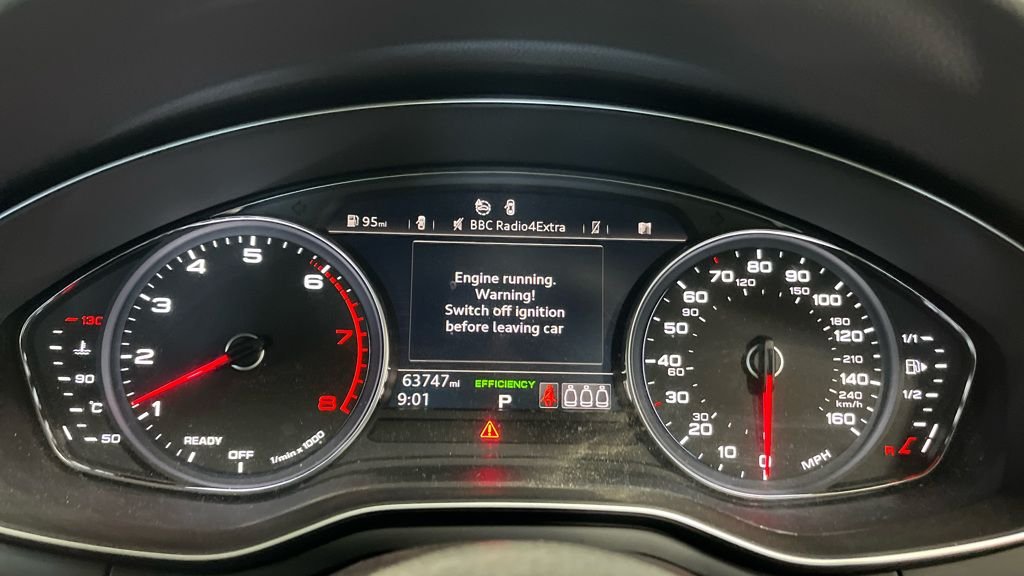 95mi
BBC Radio4Extra
Engine running.
Warning!
Switch off ignition
before leaving car
63747mi
EFFICIENCY
9:01
P
130
90
°C
50
OFF
READY
1
2
3
4
5
6
7
8
1/min x 1000
0
10
20
30
40
50
60
70
80
90
100
120
140
160
MPH
30
60
90
120
150
180
210
240
km/h
1/1
1/2
R